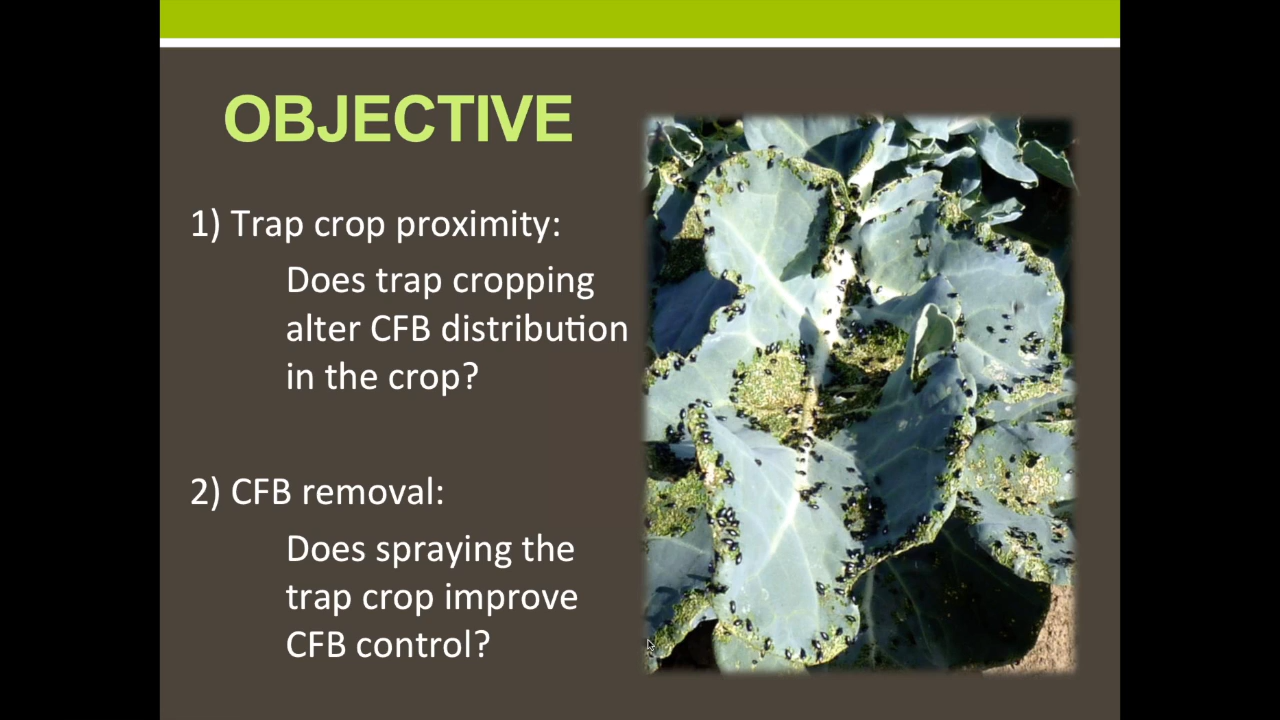 OBJECTIVE
1) Trap crop proximity:
Does trap cropping
alter CFB distribution
in the crop?
2) CFB removal:
Does spraying the
trap crop improve
CFB control?